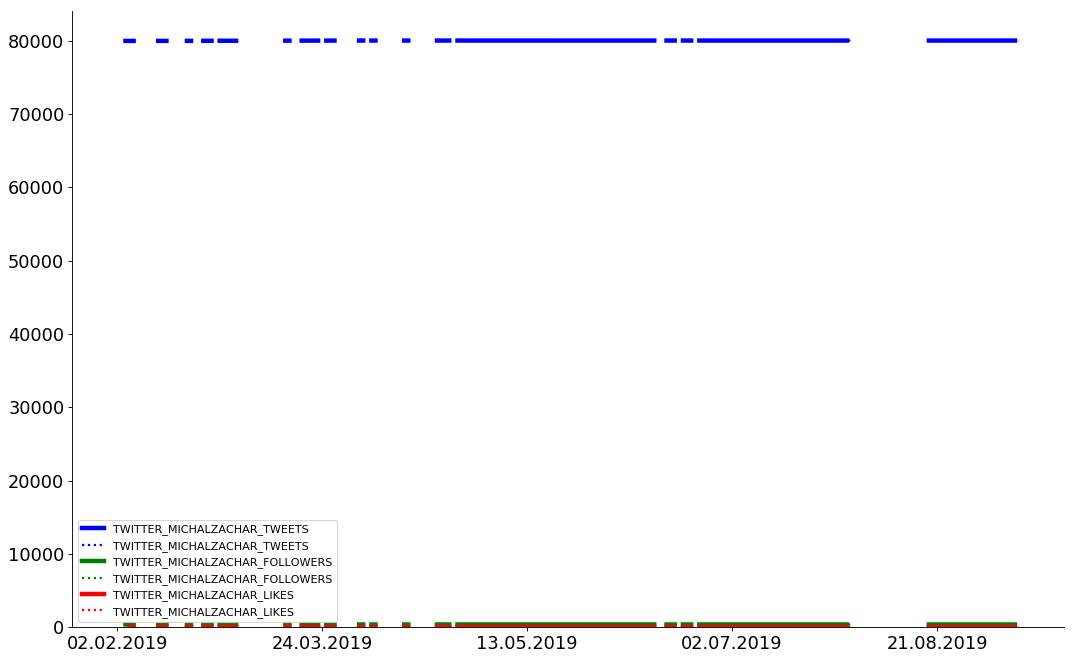 80000
70000
60000
50000
40000
30000
20000
10000
0
TWITTER_MICHALZACHAR_TWEETS
TWITTER_MICHALZACHAR_TWEETS
TWITTER_MICHALZACHAR_FOLLOWERS
TWITTER_MICHALZACHAR_FOLLOWERS
TWITTER_MICHALZACHAR_LIKES
TWITTER_MICHALZACHAR_LIKES
02.02.2019 24.03.2019 13.05.2019 02.07.2019 21.08.2019